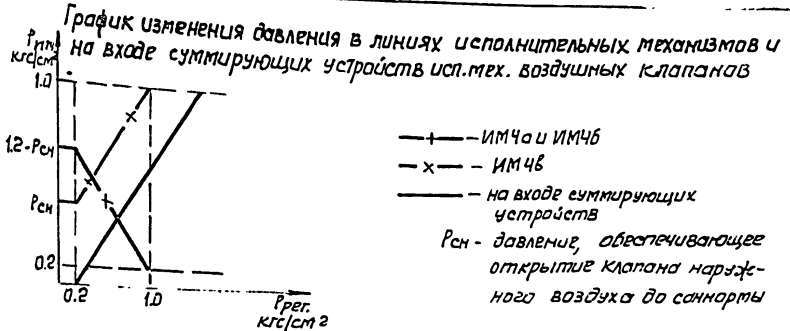 График изменения давления в линиях исполнительных механизмов и
на входе суммирующих устройств исп.мех. воздушных клапанов
Pим
кгс/см²
1.0
1.2-Pсн
Pсн
0.2
0.2
1.0
Pрег.
кгс/см2
- ИМ4а и ИМ4б
- ИМ4в
- на входе суммирующих
устройств
Pсн - давление, обеспечивающее
открытие клапана наруж-
ного воздуха до саннормы